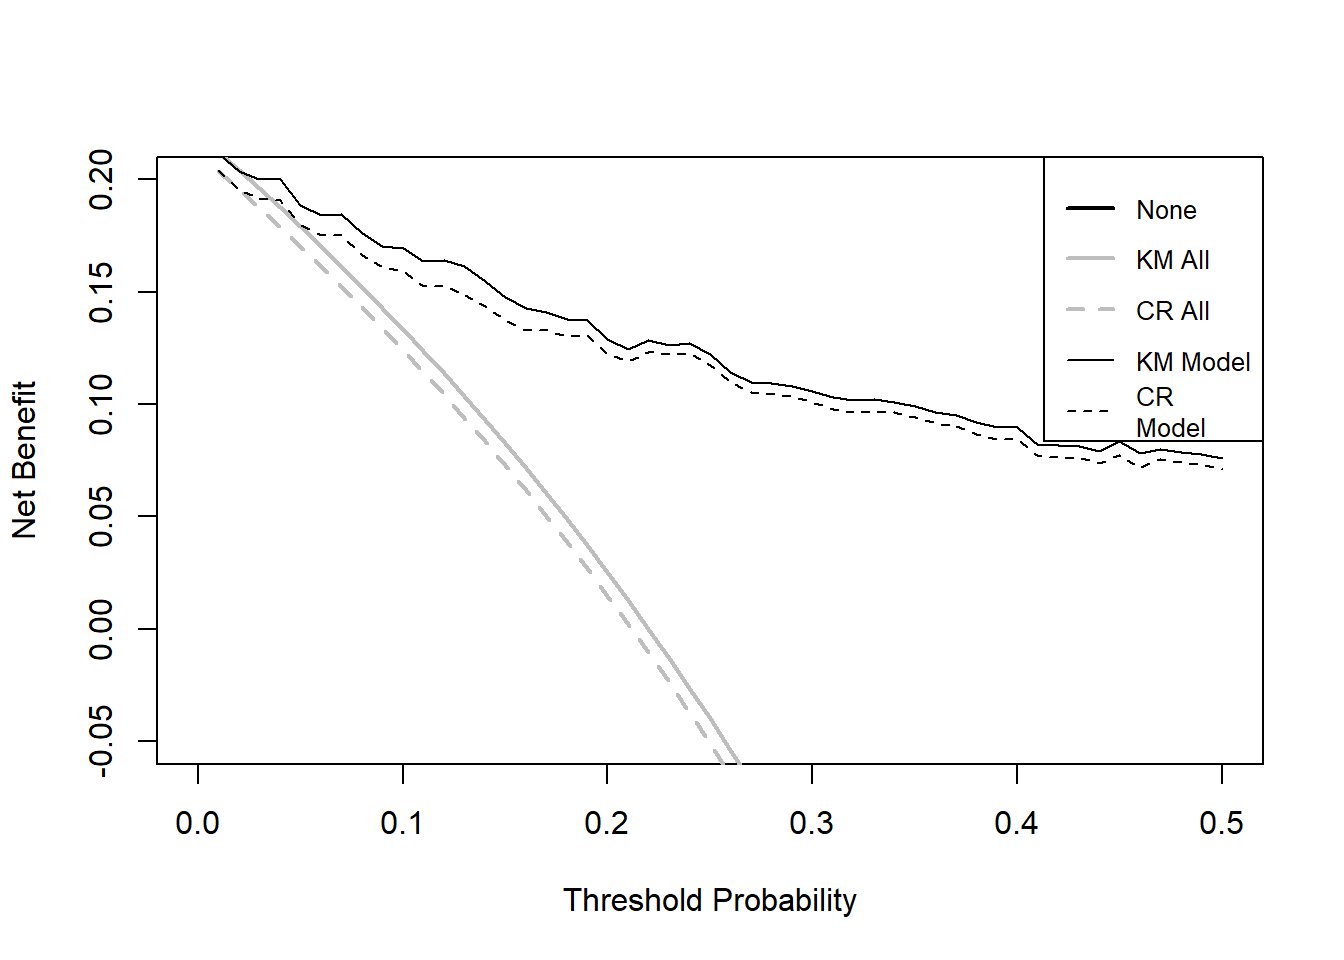 None
KM All
CR All
KM Model
CR
Model
0.20
0.15
0.10
0.05
0.00
-0.05
Net Benefit
0.0 0.1 0.2 0.3 0.4 0.5
Threshold Probability